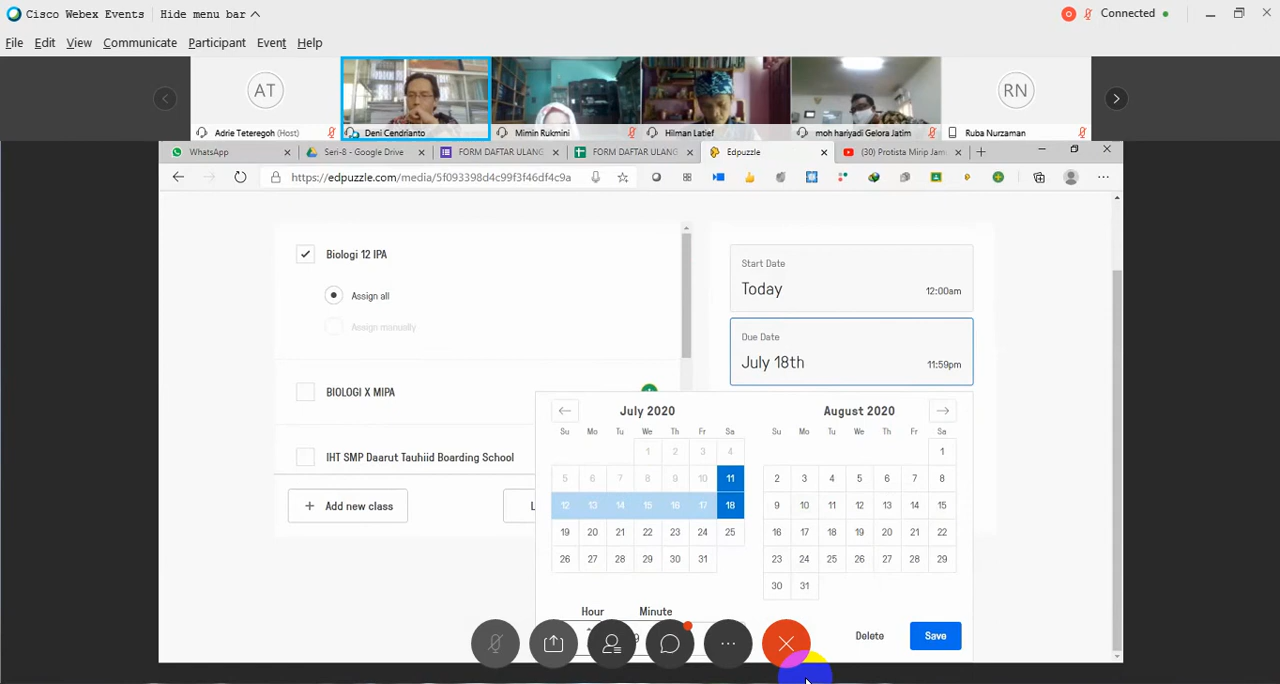 Cisco Webex Events Hide menu bar Connected
File Edit View Communicate Participant Event Help
AT
RN
Adrie Teteregoh (Host)
Deni Cendrianto
Mimin Rukmini
Hilman Latief
moh hariyadi Gelora Jatim
Ruba Nurzaman
WhatsApp
Seri-8 - Google Drive
FORM DAFTAR ULANG
FORM DAFTAR ULANG
Edpuzzle
(30) Protista Mirip Jam
https://edpuzzle.com/media/5f093398d4c99f3f46df4c9a
Biologi 12 IPA
Assign all
Assign manually
BIOLOGI X MIPA
IHT SMP Daarut Tauhiid Boarding School
+ Add new class
Start Date
Today 12:00am
Due Date
July 18th 11:59pm
July 2020
Su Mo Tu We Th Fr Sa
1 2 3 4
5 6 7 8 9 10 11
12 13 14 15 16 17 18
19 20 21 22 23 24 25
26 27 28 29 30 31
August 2020
Su Mo Tu We Th Fr Sa
1
2 3 4 5 6 7 8
9 10 11 12 13 14 15
16 17 18 19 20 21 22
23 24 25 26 27 28 29
30 31
Hour Minute
Delete
Save